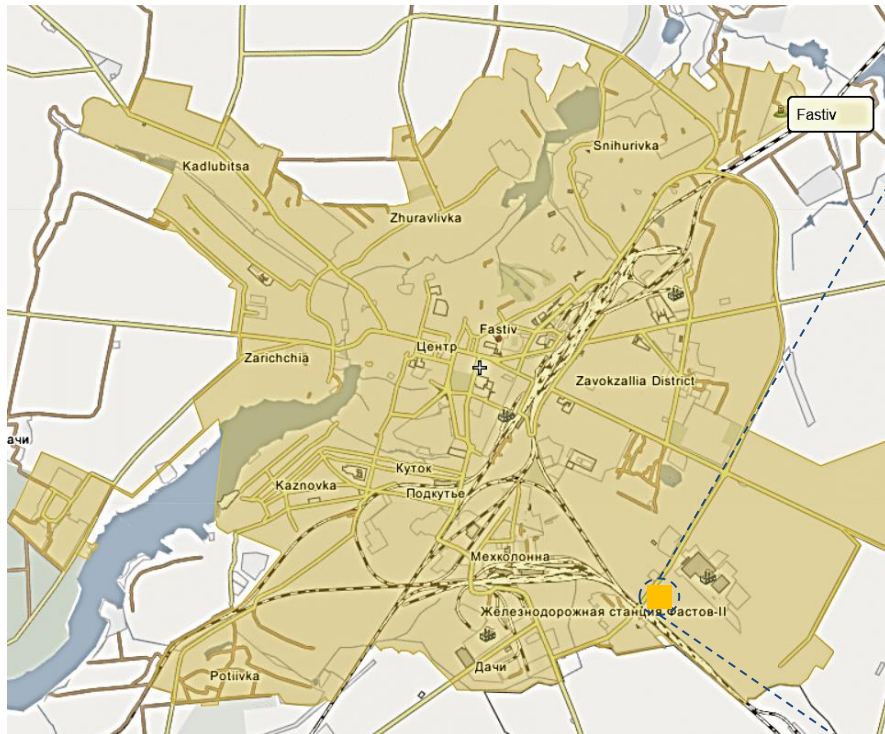 Fastiv
Snihurivka
Kadlubitsa
Zhuravlivka
Fastiv
Центр
Zarichchia
Zavokzallia District
ачи
Куток
Kaznovka
Подкутье
Мехколонна
Железнодорожная станция Фастов-II
Дачи
Potiivka